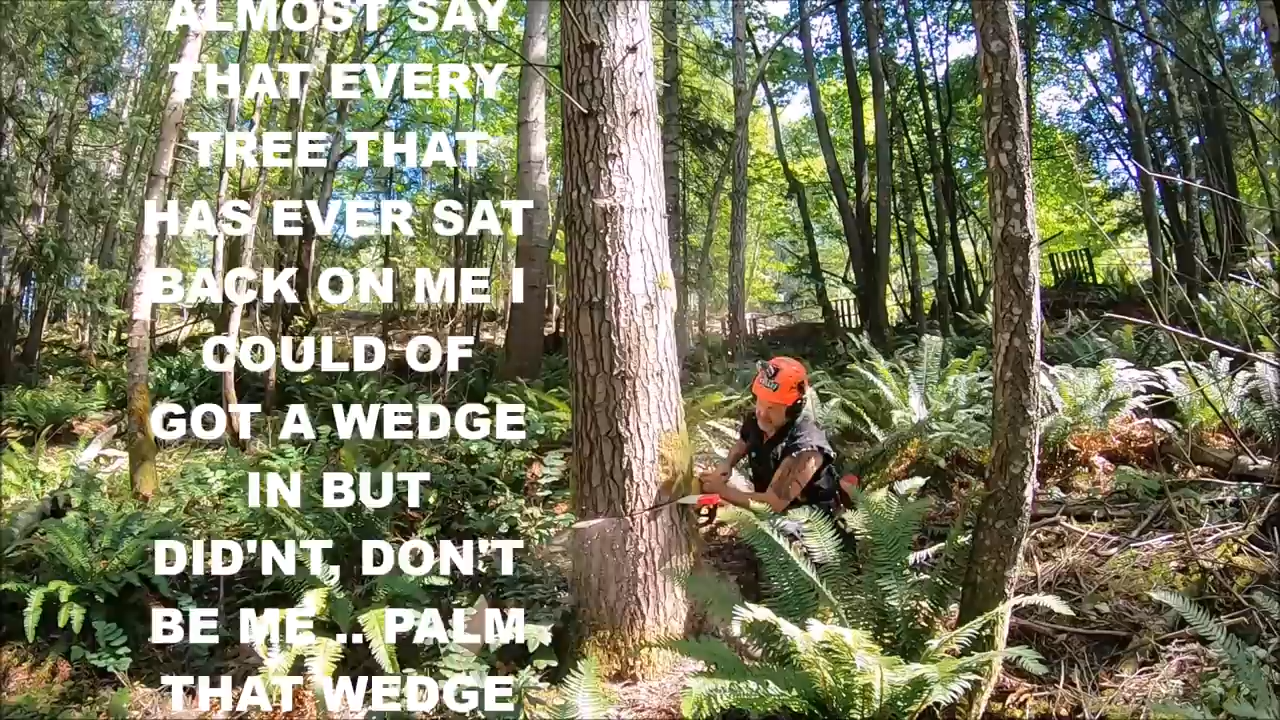 ALMOST SAY
THAT EVERY
TREE THAT
HAS EVER SAT
BACK ON ME I
COULD OF
GOT A WEDGE
IN BUT
DID'NT, DON'T
BE ME .. PALM
THAT WEDGE